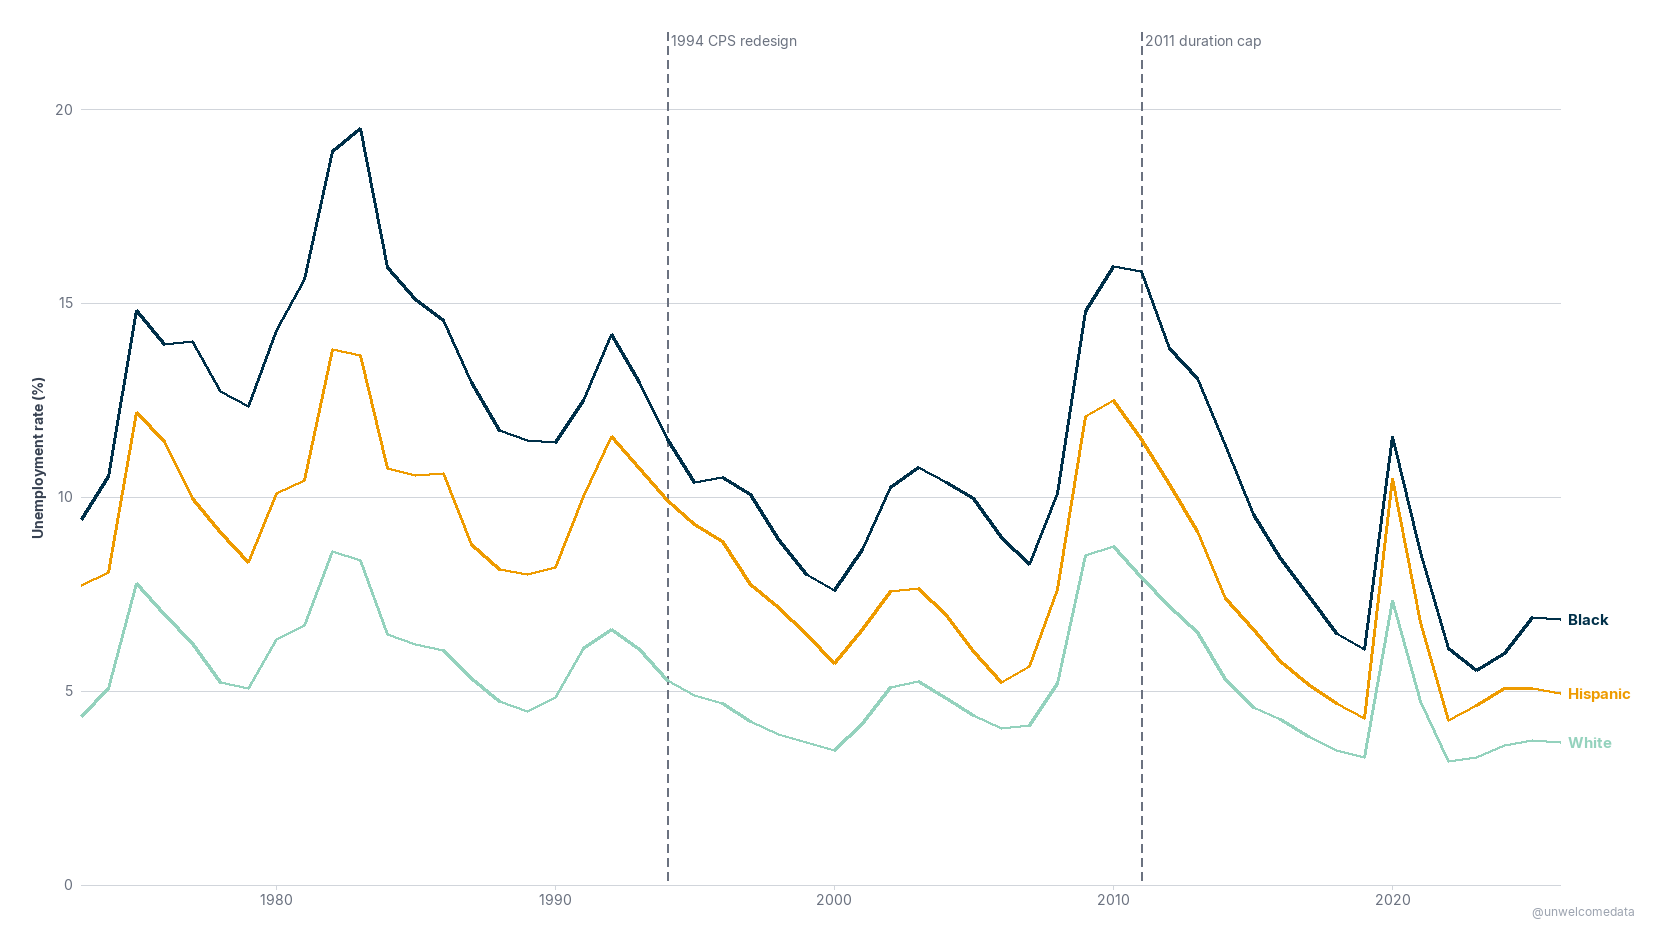 1994 CPS redesign
2011 duration cap
20
15
10
5
0
Unemployment rate (%)
Black
Hispanic
White
1980
1990
2000
2010
2020
@unwelcomedata